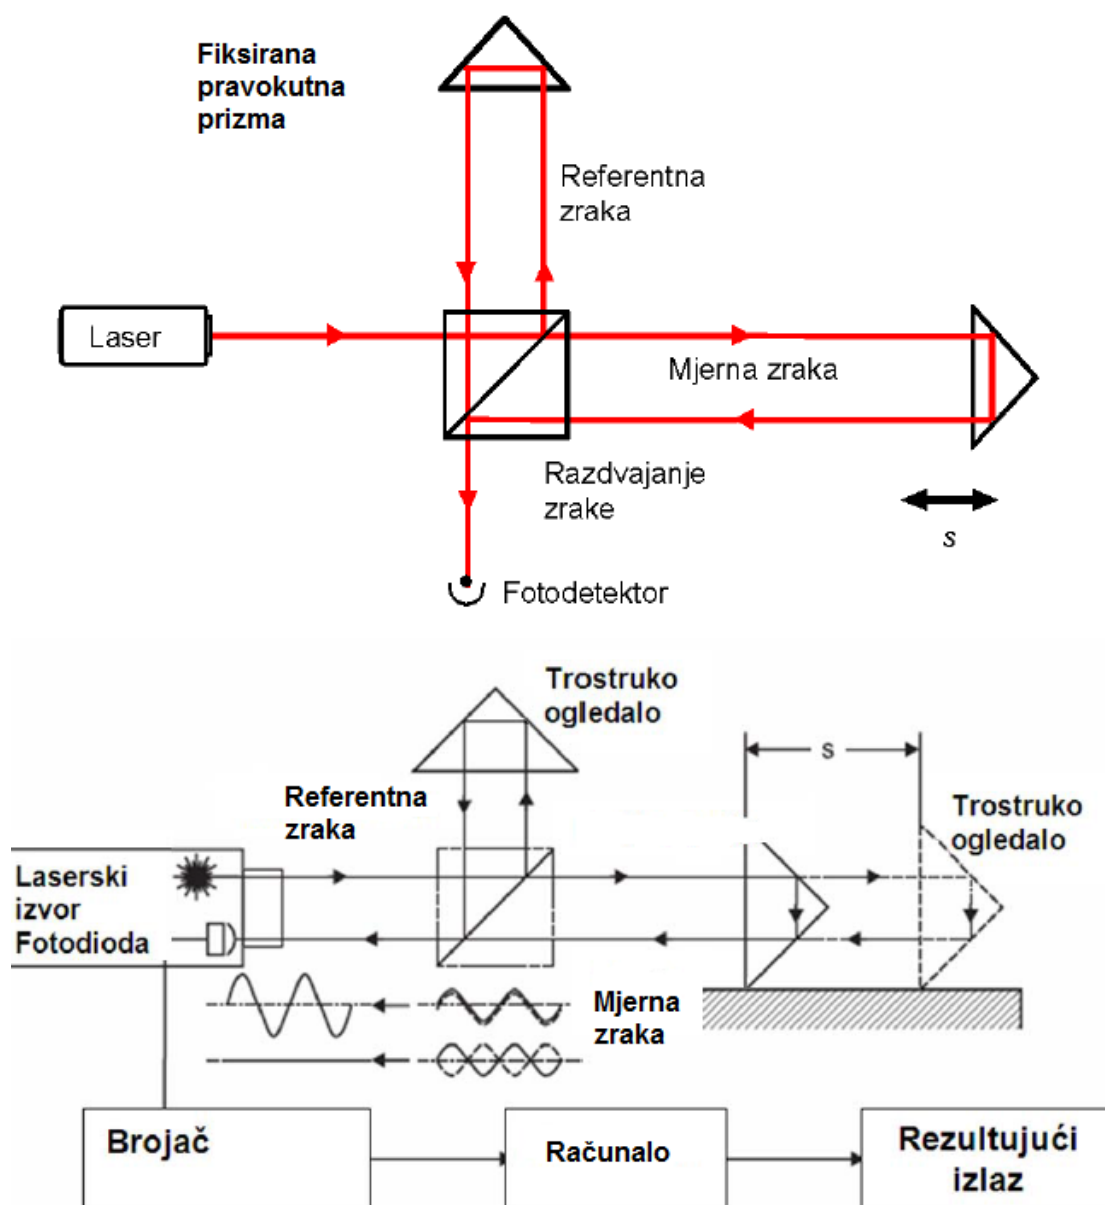 Fiksirana
pravokutna
prizma
Referentna
zraka
Laser
Mjerna zraka
Razdvajanje
zrake
s
Fotodetektor
Trostruko
ogledalo
s
Referentna
zraka
Trostruko
ogledalo
Laserski
izvor
Fotodioda
Mjerna
zraka
Brojač
Računalo
Rezultujući
izlaz